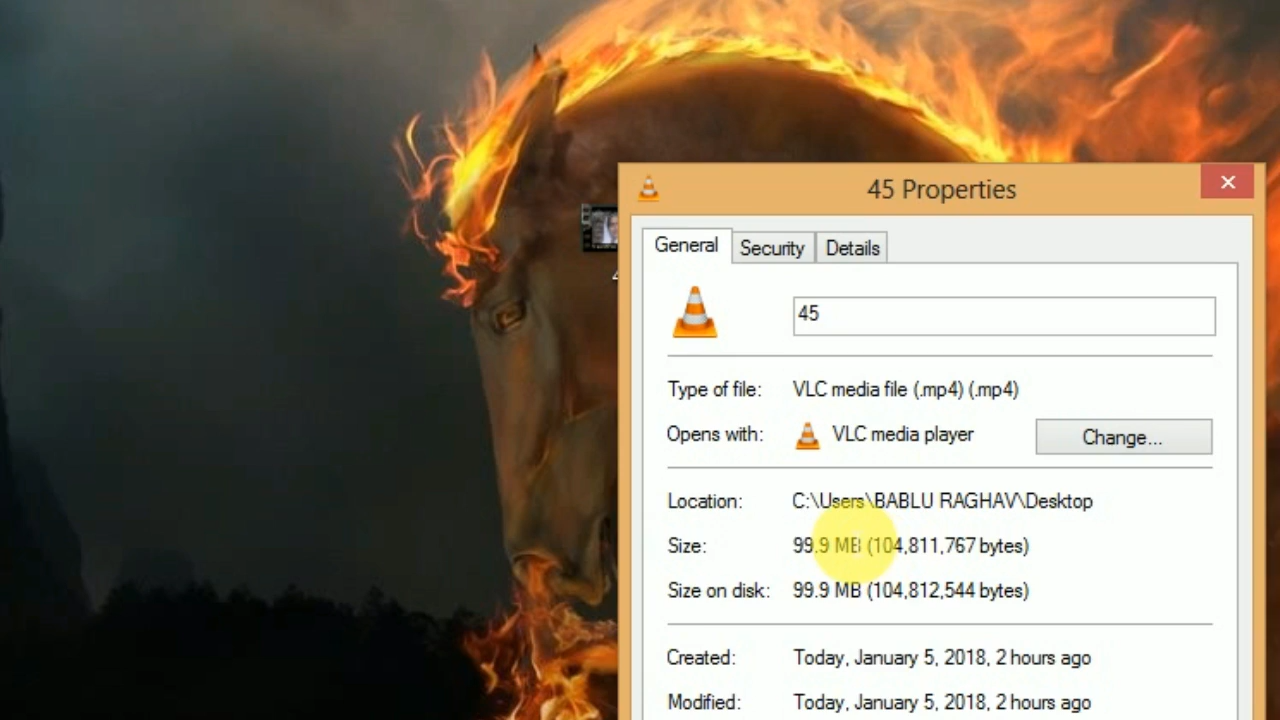 45 Properties
General Security Details
45
Type of file: VLC media file (.mp4) (.mp4)
Opens with: VLC media player Change...
Location: C:\Users\BABLU RAGHAV\Desktop
Size: 99.9 MB (104,811,767 bytes)
Size on disk: 99.9 MB (104,812,544 bytes)
Created: Today, January 5, 2018, 2 hours ago
Modified: Today, January 5, 2018, 2 hours ago